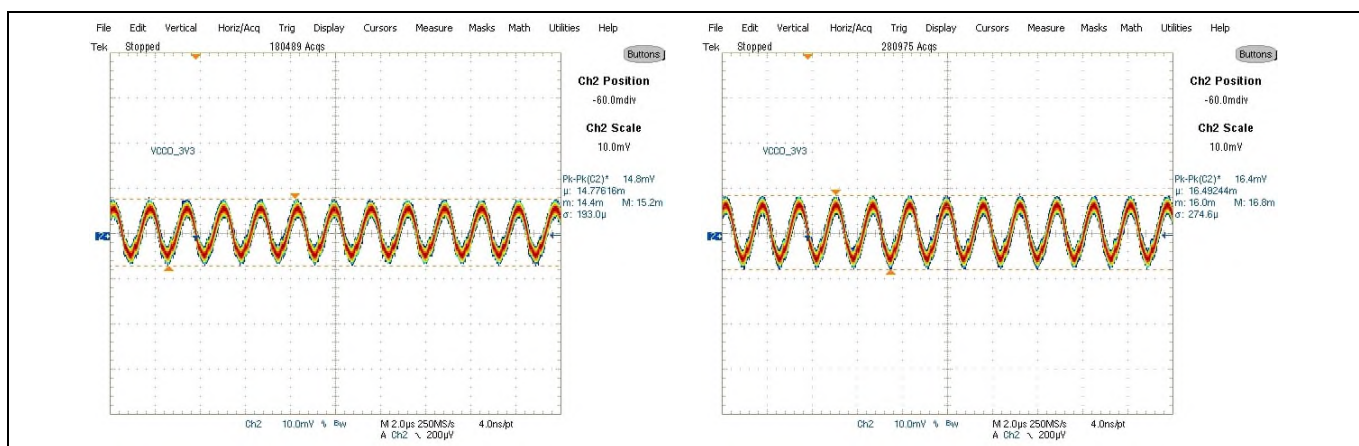 File Edit Vertical Horiz/Acq Trig Display Cursors Measure Masks Math Utilities Help
Tek Stopped 180489 Acqs
Buttons
Ch2 Position
-60.0mdiv
Ch2 Scale
10.0mV
VCCO_3V3
Pk-Pk(C2)* 14.8mV
µ: 14.77616m
m: 14.4m M: 15.2m
σ: 193.0µ
2
Ch2 10.0mV % Bw M 2.0µs 250MS/s 4.0ns/pt
A Ch2 \ 200µV
File Edit Vertical Horiz/Acq Trig Display Cursors Measure Masks Math Utilities Help
Tek Stopped 280975 Acqs
Buttons
Ch2 Position
-60.0mdiv
Ch2 Scale
10.0mV
VCCO_3V3
Pk-Pk(C2)* 16.4mV
µ: 16.49244m
m: 16.0m M: 16.8m
σ: 274.6µ
2
Ch2 10.0mV % Bw M 2.0µs 250MS/s 4.0ns/pt
A Ch2 \ 200µV